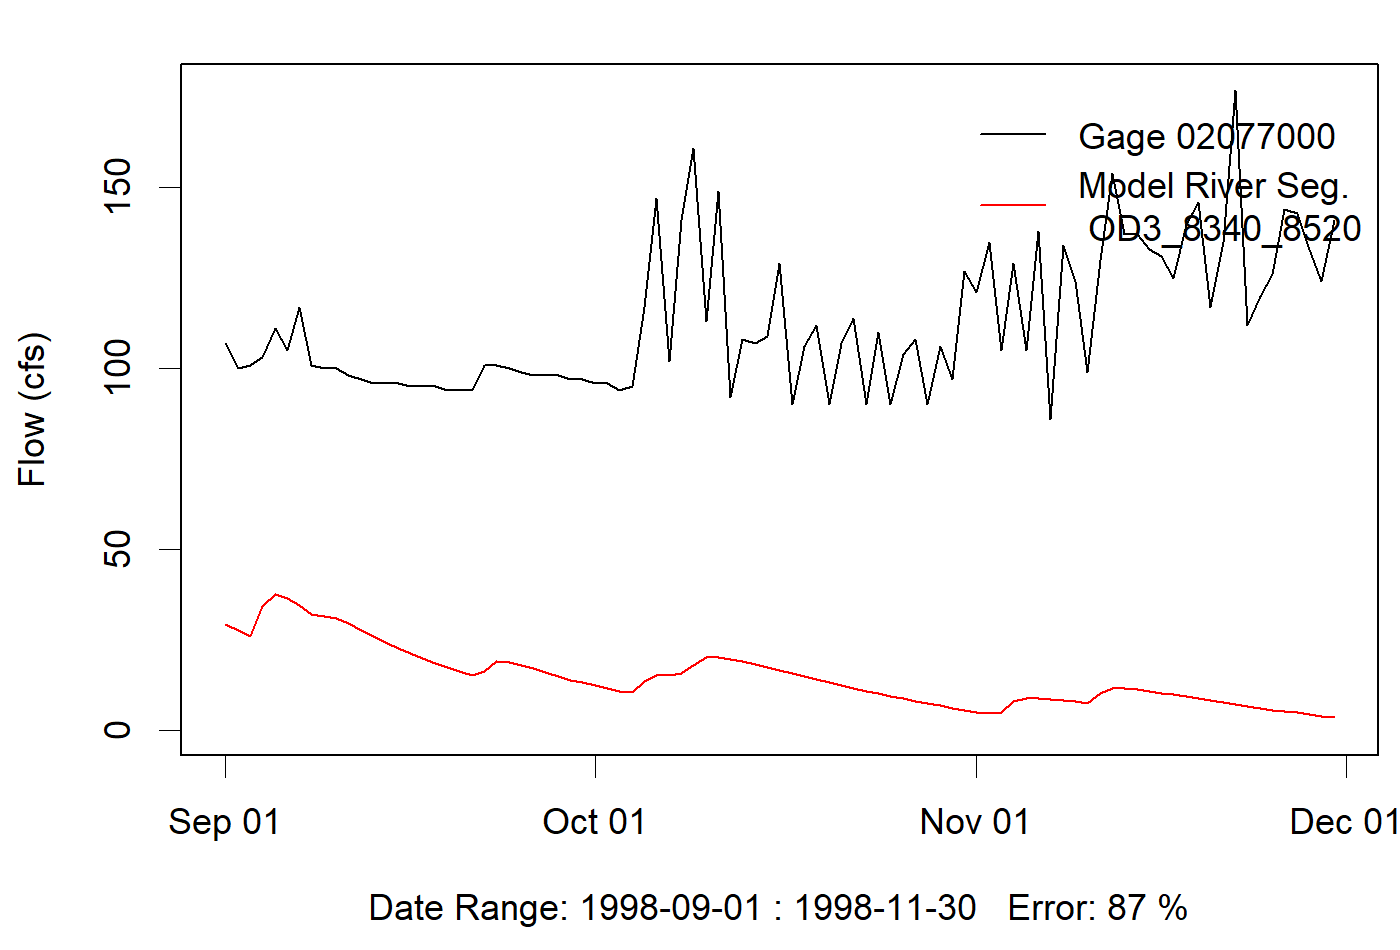 Flow (cfs)
150
100
50
0
Gage 02077000
Model River Seg.
OD3_8340_8520
Sep 01
Oct 01
Nov 01
Dec 01
Date Range: 1998-09-01 : 1998-11-30   Error: 87 %